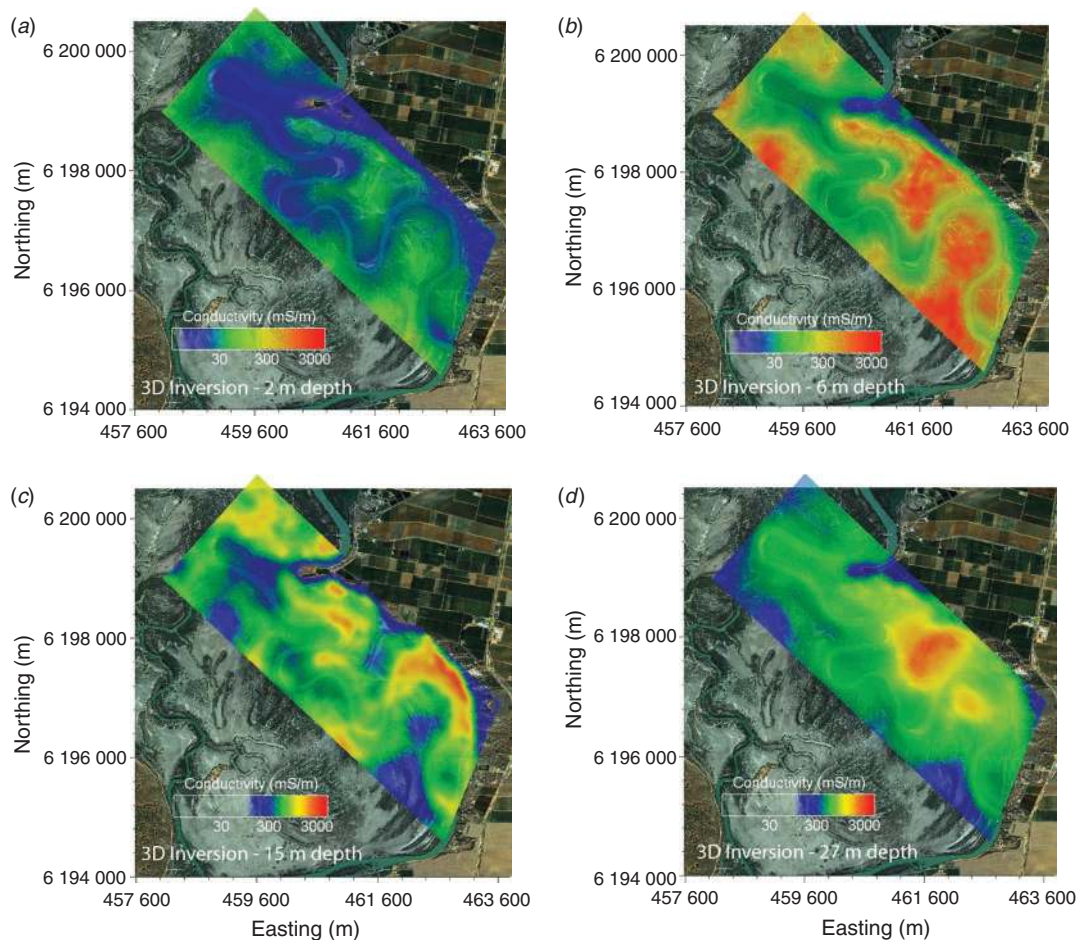 (a)
6 200 000
6 198 000
6 196 000
6 194 000
Northing (m)
Conductivity (mS/m)
30 300 3000
3D Inversion - 2 m depth
457 600 459 600 461 600 463 600
(b)
6 200 000
6 198 000
6 196 000
6 194 000
Northing (m)
Conductivity (mS/m)
30 300 3000
3D Inversion - 6 m depth
457 600 459 600 461 600 463 600
(c)
6 200 000
6 198 000
6 196 000
6 194 000
Northing (m)
Conductivity (mS/m)
30 300 3000
3D Inversion - 15 m depth
457 600 459 600 461 600 463 600
Easting (m)
(d)
6 200 000
6 198 000
6 196 000
6 194 000
Northing (m)
Conductivity (mS/m)
30 300 3000
3D Inversion - 27 m depth
457 600 459 600 461 600 463 600
Easting (m)